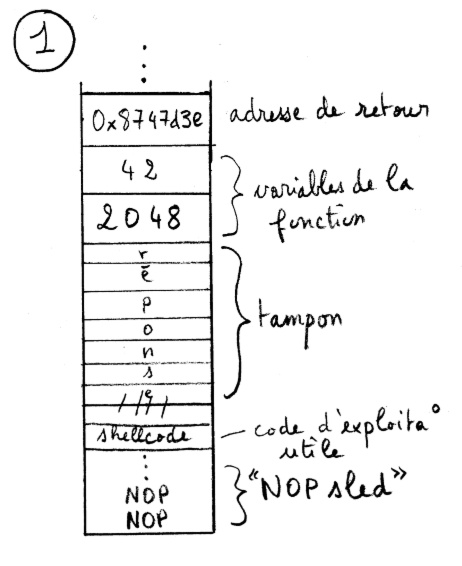 1
0x8747d3e
adresse de retour
42
variables de la
fonction
2048
r
é
p
o
n
s
e
tampon
shellcode
code d'exploita°
utile
NOP
NOP
"NOP sled"